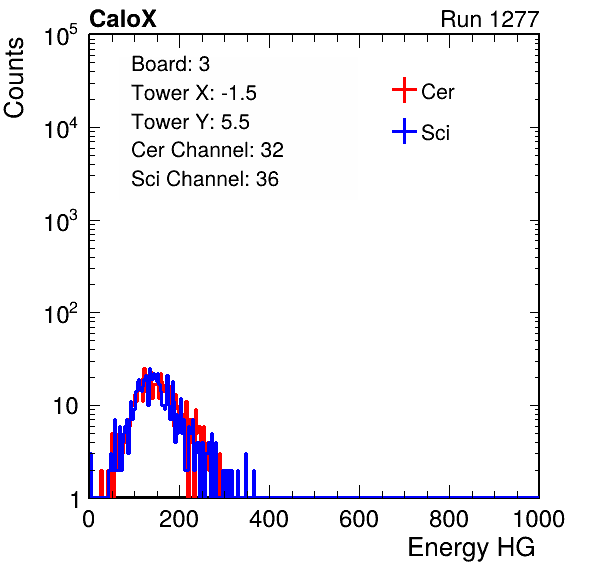 CaloX
Run 1277
Counts
10^5
10^4
10^3
10^2
10
1
Board: 3
Tower X: -1.5
Tower Y: 5.5
Cer Channel: 32
Sci Channel: 36
Cer
Sci
0 200 400 600 800 1000
Energy HG